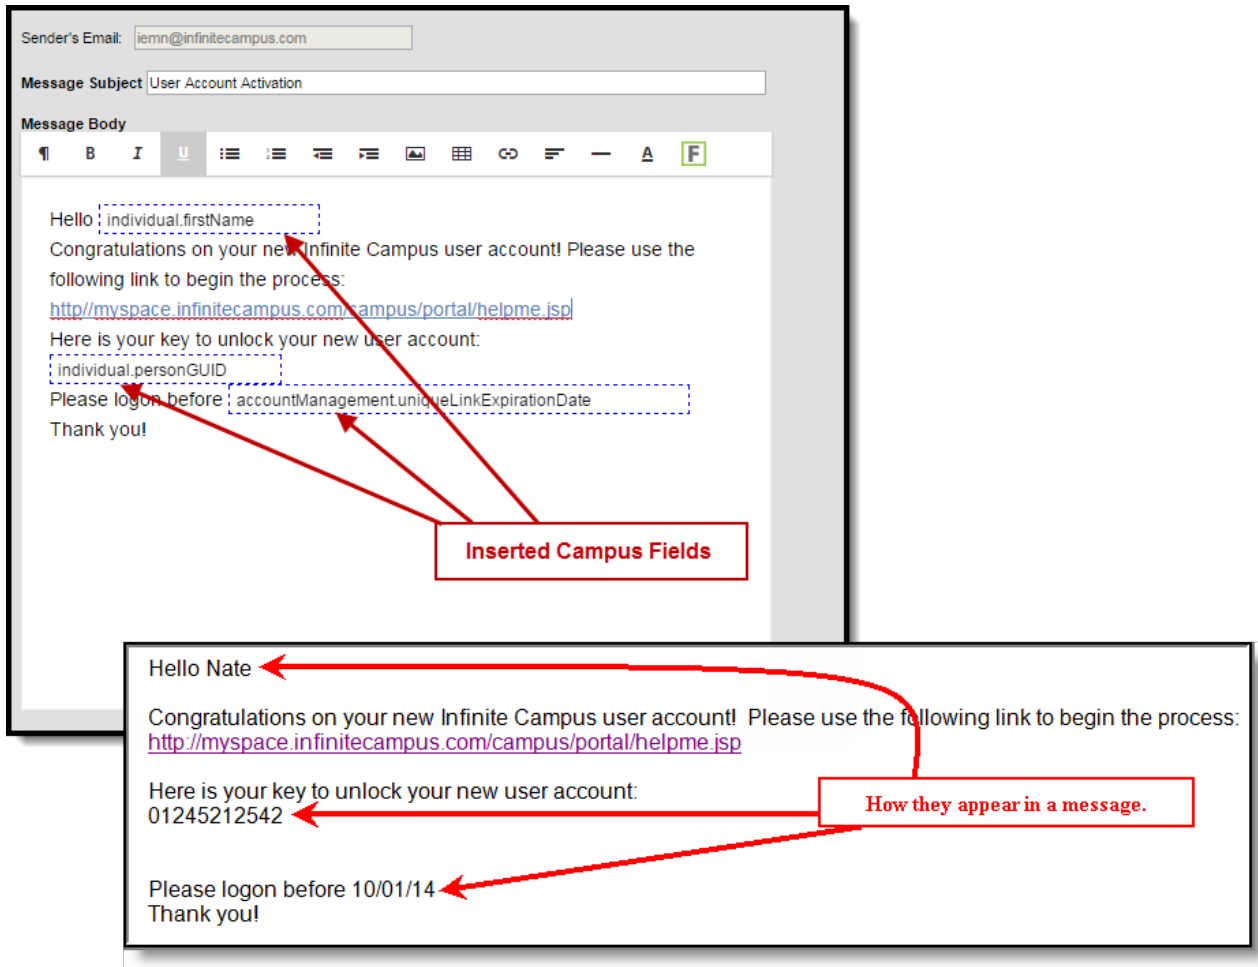 Sender's Email: iemn@infinitecampus.com
Message Subject User Account Activation
Message Body
¶ B I U A F
Hello individual.firstName
Congratulations on your new Infinite Campus user account! Please use the
following link to begin the process:
http//myspace.infinitecampus.com/campus/portal/helpme.jsp
Here is your key to unlock your new user account:
individual.personGUID
Please logon before accountManagement.uniqueLinkExpirationDate
Thank you!
Inserted Campus Fields
Hello Nate
Congratulations on your new Infinite Campus user account! Please use the following link to begin the process:
http://myspace.infinitecampus.com/campus/portal/helpme.jsp
Here is your key to unlock your new user account:
01245212542
How they appear in a message.
Please logon before 10/01/14
Thank you!